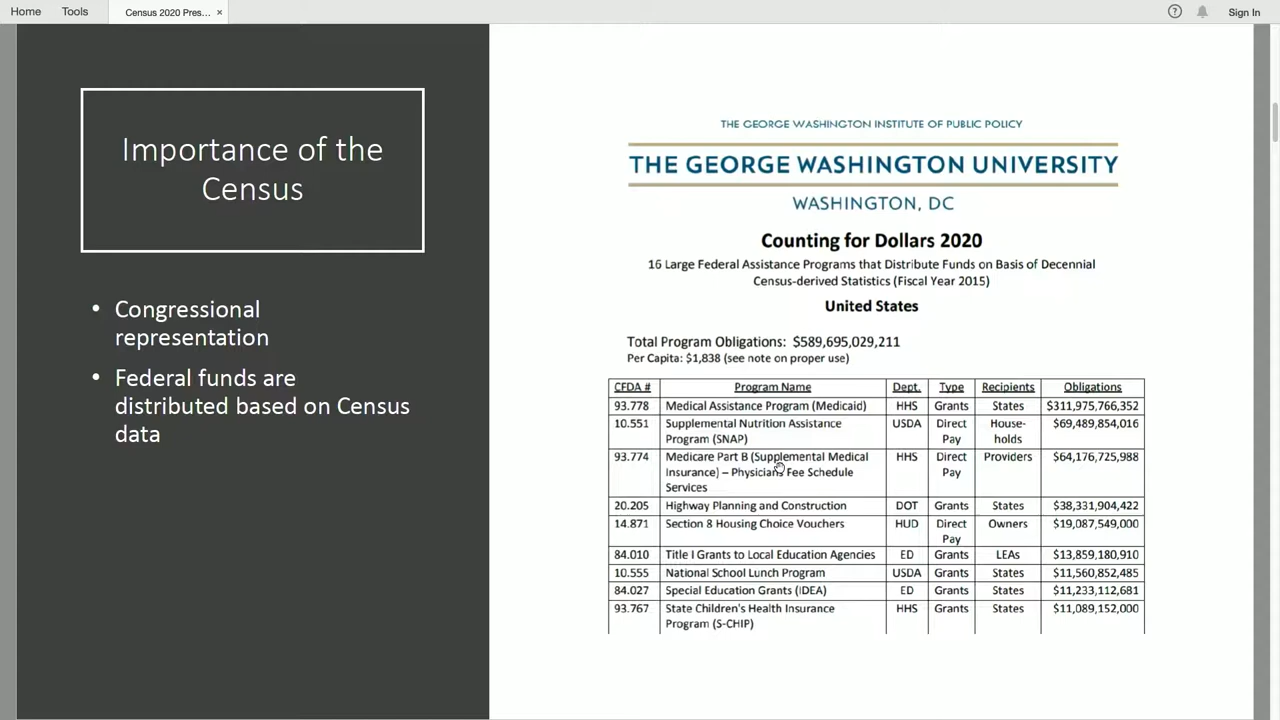 Home Tools Census 2020 Pres... × Sign In
Importance of the
Census
• Congressional
representation
• Federal funds are
distributed based on Census
data
THE GEORGE WASHINGTON INSTITUTE OF PUBLIC POLICY
THE GEORGE WASHINGTON UNIVERSITY
WASHINGTON, DC
Counting for Dollars 2020
16 Large Federal Assistance Programs that Distribute Funds on Basis of Decennial
Census-derived Statistics (Fiscal Year 2015)
United States
Total Program Obligations: $589,695,029,211
Per Capita: $1,838 (see note on proper use)
CFDA # Program Name Dept. Type Recipients Obligations
93.778 Medical Assistance Program (Medicaid) HHS Grants States $311,975,766,352
10.551 Supplemental Nutrition Assistance USDA Direct House- $69,489,854,016
Program (SNAP) Pay holds
93.774 Medicare Part B (Supplemental Medical HHS Direct Providers $64,176,725,988
Insurance) – Physicians Fee Schedule Pay
Services
20.205 Highway Planning and Construction DOT Grants States $38,331,904,422
14.871 Section 8 Housing Choice Vouchers HUD Direct Owners $19,087,549,000
Pay
84.010 Title I Grants to Local Education Agencies ED Grants LEAs $13,859,180,910
10.555 National School Lunch Program USDA Grants States $11,560,852,485
84.027 Special Education Grants (IDEA) ED Grants States $11,233,112,681
93.767 State Children's Health Insurance HHS Grants States $11,089,152,000
Program (S-CHIP)